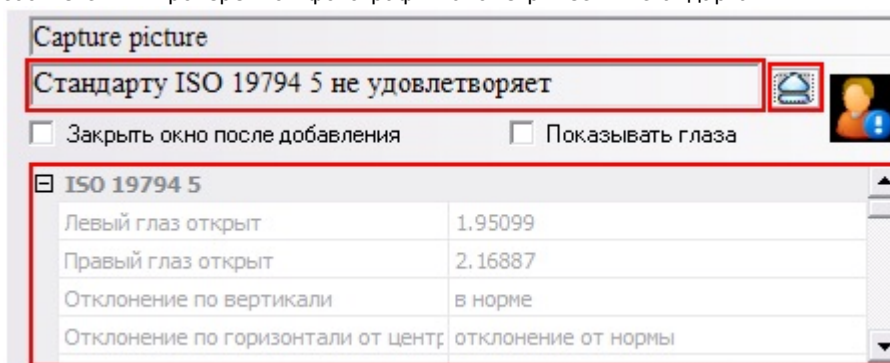 Capture picture
Стандарту ISO 19794 5 не удовлетворяет
Закрыть окно после добавления Показывать глаза
ISO 19794 5
Левый глаз открыт 1.95099
Правый глаз открыт 2.16887
Отклонение по вертикали в норме
Отклонение по горизонтали от центр отклонение от нормы